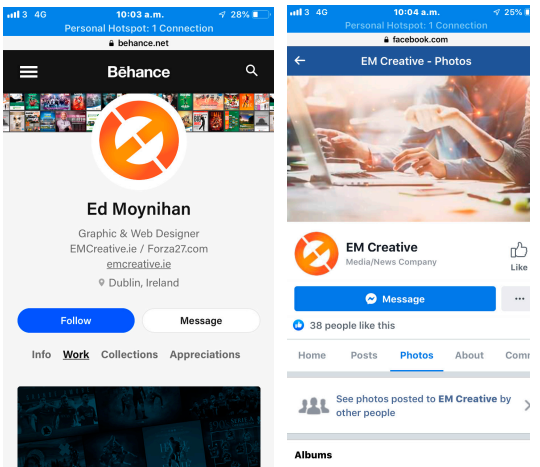 3 4G 10:03 a.m. 28%
Personal Hotspot: 1 Connection
behance.net
Bēhance
Ed Moynihan
Graphic & Web Designer
EMCreative.ie / Forza27.com
emcreative.ie
Dublin, Ireland
Follow Message
Info Work Collections Appreciations
3 4G 10:04 a.m. 25%
Personal Hotspot: 1 Connection
facebook.com
EM Creative - Photos
EM Creative
Media/News Company
Like
Message
38 people like this
Home Posts Photos About Comm
See photos posted to EM Creative by
other people
Albums